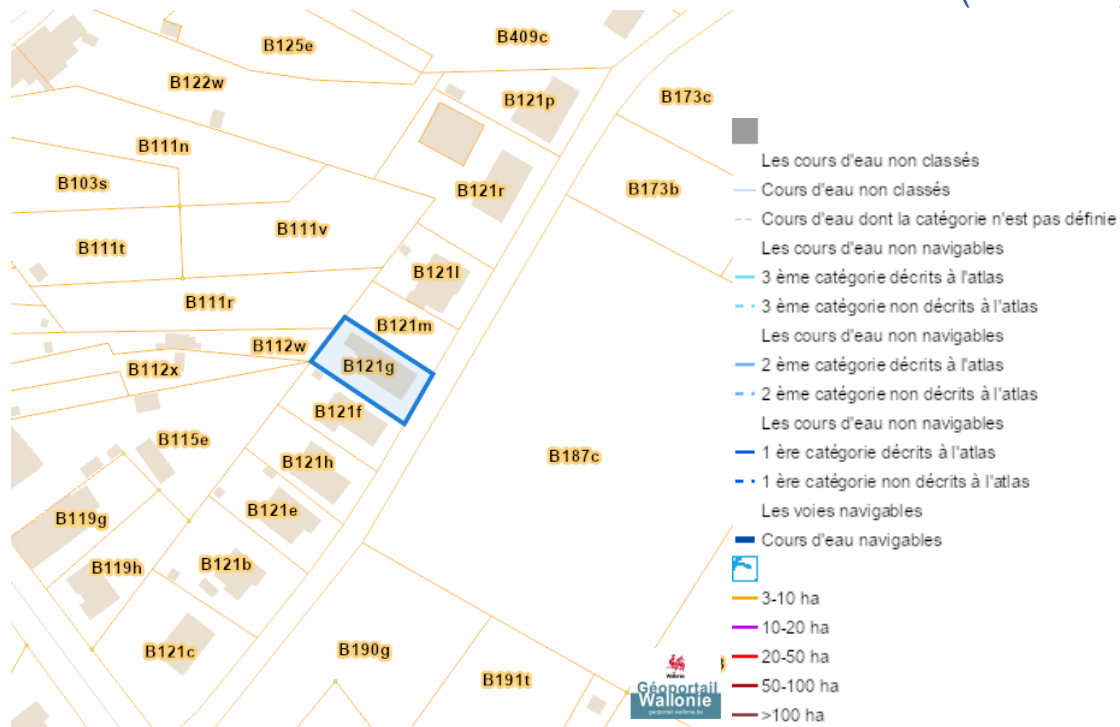 B409c
B125e
B122w
B121p
B173c
B111n
B103s
B121r
B173b
B111v
B111t
B121l
B111r
B121m
B112w
B112x
B121g
B121f
B115e
B187c
B121h
B121e
B119g
B119h
B121b
B121c
B190g
B191t
Wallonie
Géoportail
Wallonie
geoportail.wallonie.be
Les cours d'eau non classés
Cours d'eau non classés
Cours d'eau dont la catégorie n'est pas définie
Les cours d'eau non navigables
3 ème catégorie décrits à l'atlas
3 ème catégorie non décrits à l'atlas
Les cours d'eau non navigables
2 ème catégorie décrits à l'atlas
2 ème catégorie non décrits à l'atlas
Les cours d'eau non navigables
1 ère catégorie décrits à l'atlas
1 ère catégorie non décrits à l'atlas
Les voies navigables
Cours d'eau navigables
3-10 ha
10-20 ha
20-50 ha
50-100 ha
>100 ha